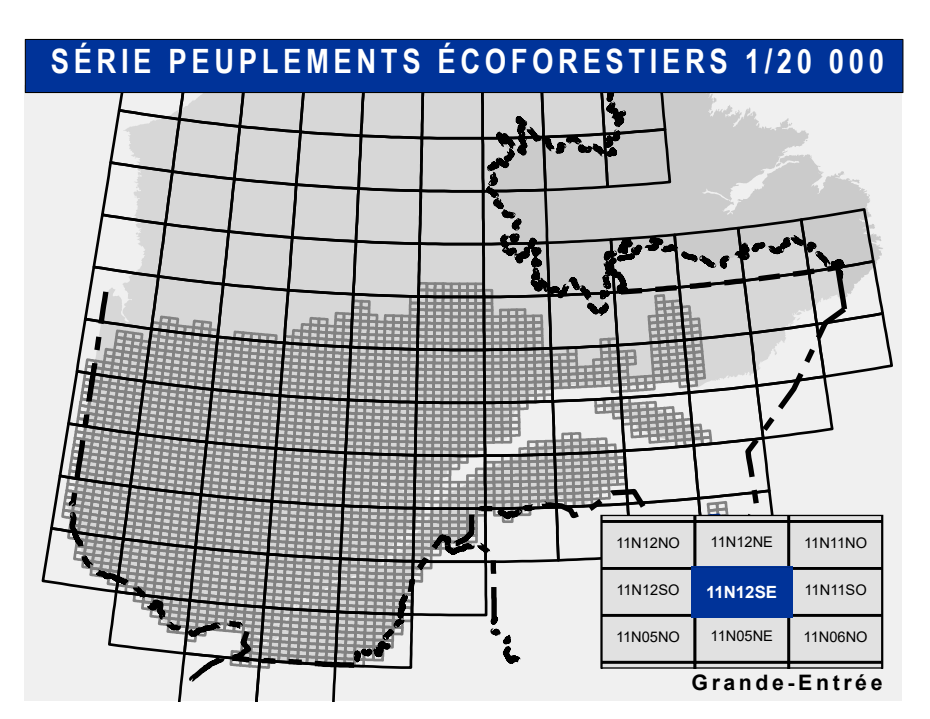 SÉRIE PEUPLEMENTS ÉCOFORESTIERS 1/20 000
11N12NO 11N12NE 11N11NO
11N12SO 11N12SE 11N11SO
11N05NO 11N05NE 11N06NO
Grande-Entrée